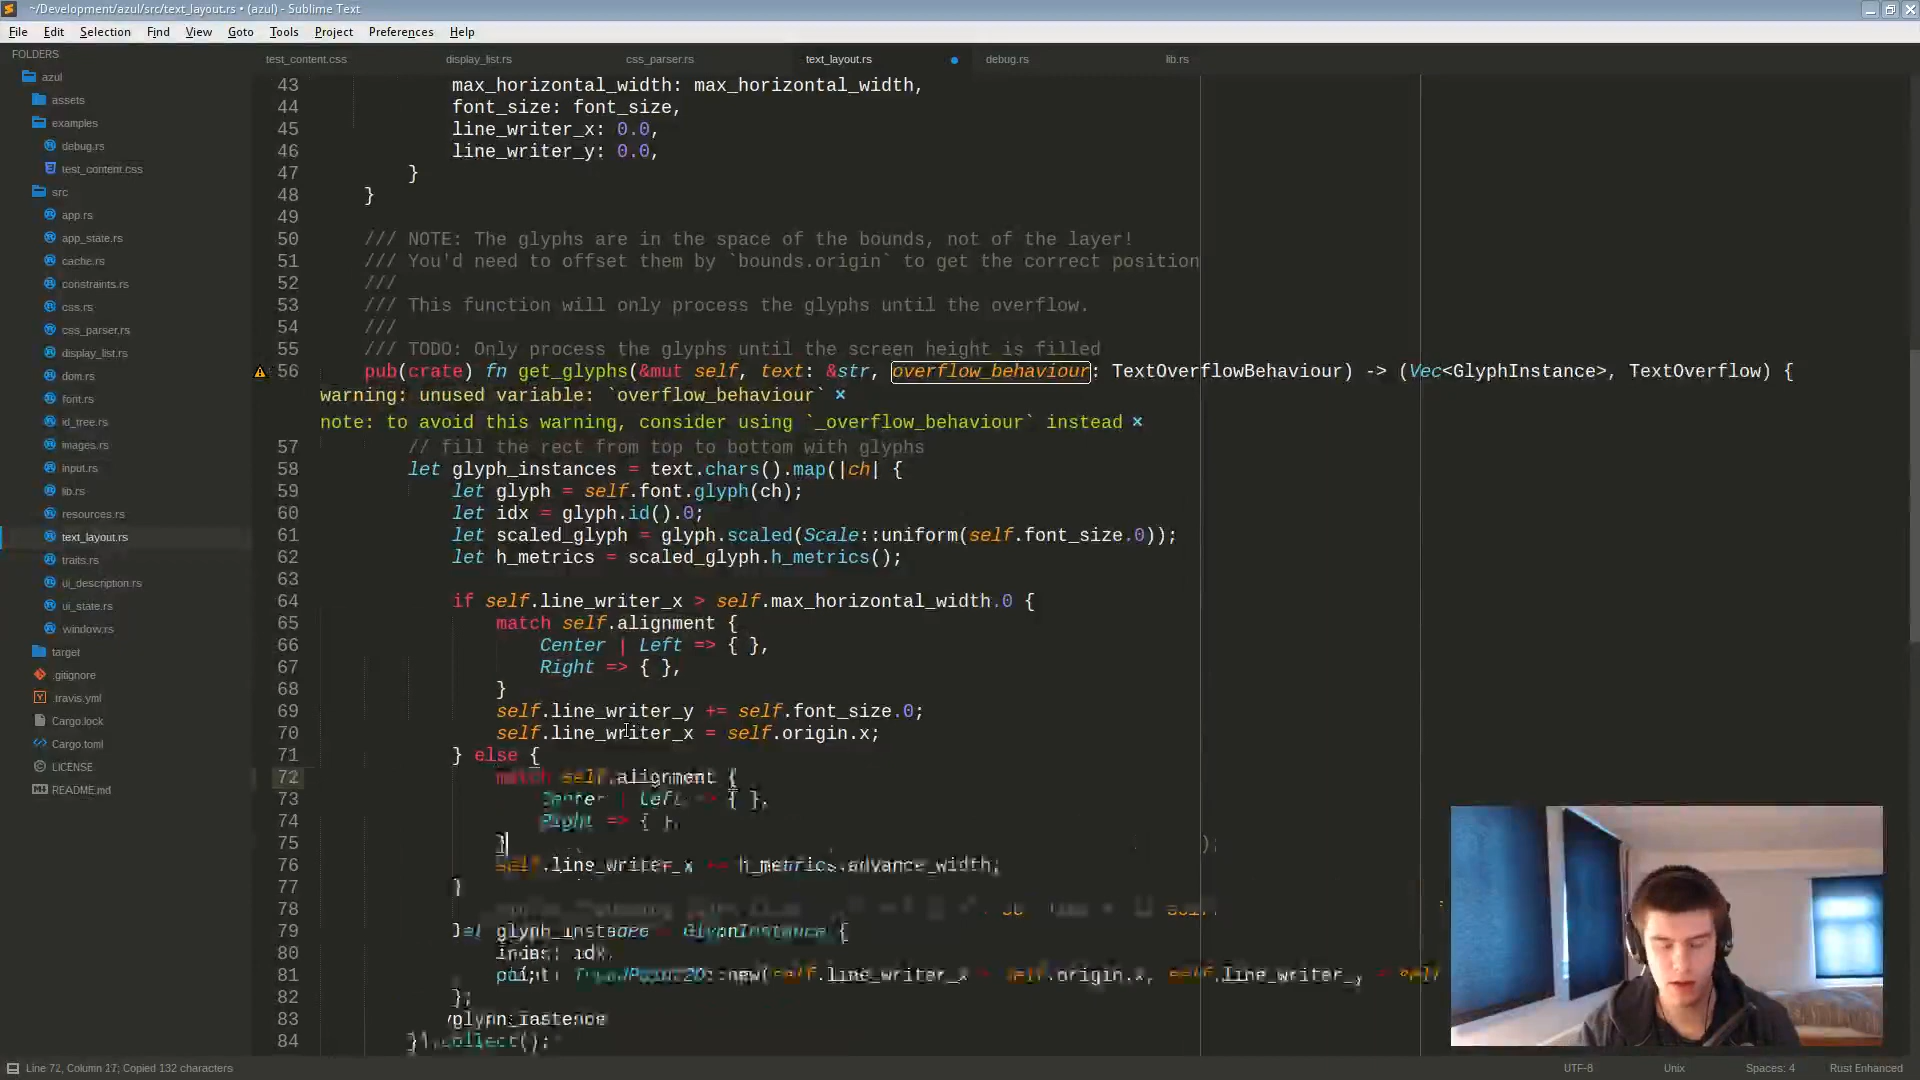 ~/Development/azul/src/text_layout.rs • (azul) - Sublime Text
File Edit Selection Find View Goto Tools Project Preferences Help
FOLDERS
azul
assets
examples
debug.rs
test_content.css
src
app.rs
app_state.rs
cache.rs
constraints.rs
css.rs
css_parser.rs
display_list.rs
dom.rs
font.rs
id_tree.rs
images.rs
input.rs
lib.rs
resources.rs
text_layout.rs
traits.rs
ui_description.rs
ui_state.rs
window.rs
target
.gitignore
.travis.yml
Cargo.lock
Cargo.toml
LICENSE
README.md
test_content.css display_list.rs css_parser.rs text_layout.rs debug.rs lib.rs
43 max_horizontal_width: max_horizontal_width,
44 font_size: font_size,
45 line_writer_x: 0.0,
46 line_writer_y: 0.0,
47 }
48 }
49
50 /// NOTE: The glyphs are in the space of the bounds, not of the layer!
51 /// You'd need to offset them by `bounds.origin` to get the correct position
52 ///
53 /// This function will only process the glyphs until the overflow.
54 ///
55 /// TODO: Only process the glyphs until the screen height is filled
56 pub(crate) fn get_glyphs(&mut self, text: &str, overflow_behaviour: TextOverflowBehaviour) -> (Vec<GlyphInstance>, TextOverflow) {
warning: unused variable: `overflow_behaviour` ×
note: to avoid this warning, consider using `_overflow_behaviour` instead ×
57 // fill the rect from top to bottom with glyphs
58 let glyph_instances = text.chars().map(|ch| {
59 let glyph = self.font.glyph(ch);
60 let idx = glyph.id().0;
61 let scaled_glyph = glyph.scaled(Scale::uniform(self.font_size.0));
62 let h_metrics = scaled_glyph.h_metrics();
63
64 if self.line_writer_x > self.max_horizontal_width.0 {
65 match self.alignment {
66 Center | Left => { },
67 Right => { },
68 }
69 self.line_writer_y += self.font_size.0;
70 self.line_writer_x = self.origin.x;
71 } else {
72 match self.alignment {
73 Center | Left => { },
74 Right => { },
75 }
76 self.line_writer_x += h_metrics.advance_width;
77 }
78
79 glyph_instance = GlyphInstance {
80
81 self.line_writer_x self.origin.x, self.line_writer_y
82 };
83 glyph_instance
84 }).collect();
Line 72, Column 17; Copied 132 characters
UTF-8 Unix Spaces: 4 Rust Enhanced